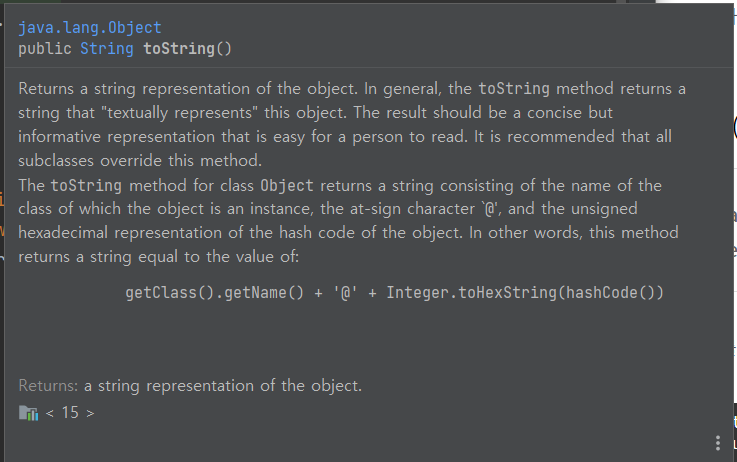 java.lang.Object
public String toString()
Returns a string representation of the object. In general, the toString method returns a
string that "textually represents" this object. The result should be a concise but
informative representation that is easy for a person to read. It is recommended that all
subclasses override this method.
The toString method for class Object returns a string consisting of the name of the
class of which the object is an instance, the at-sign character `@', and the unsigned
hexadecimal representation of the hash code of the object. In other words, this method
returns a string equal to the value of:
getClass().getName() + '@' + Integer.toHexString(hashCode())
Returns: a string representation of the object.
< 15 >